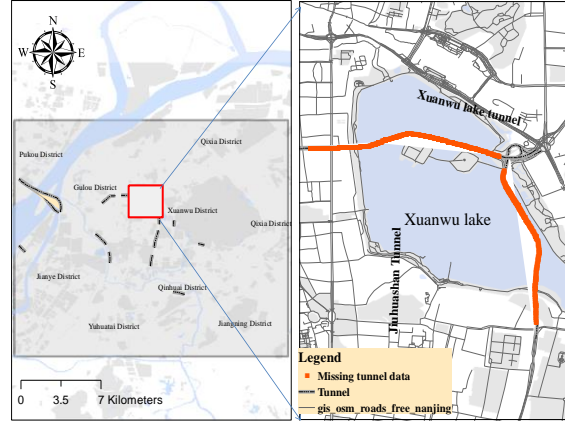 N
W
E
S
Qixia District
Pukou District
Gulou District
Xuanwu District
Qixia District
Jianye District
Qinhuai District
Yuhuatai District
Jiangning District
0 3.5 7 Kilometers
Xuanwu lake tunnel
Xuanwu lake
Jiuhuashan Tunnel
Legend
Missing tunnel data
Tunnel
gis_osm_roads_free_nanjing